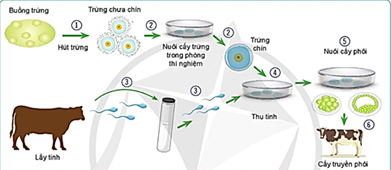 Buồng trứng
①
Hút trứng
Trứng chưa chín
②
Nuôi cấy trứng
trong phòng
thí nghiệm
②
Trứng
chín
③
Lấy tinh
③
④
Thụ tinh
⑤
Nuôi cấy phôi
⑥
Cấy truyền phôi